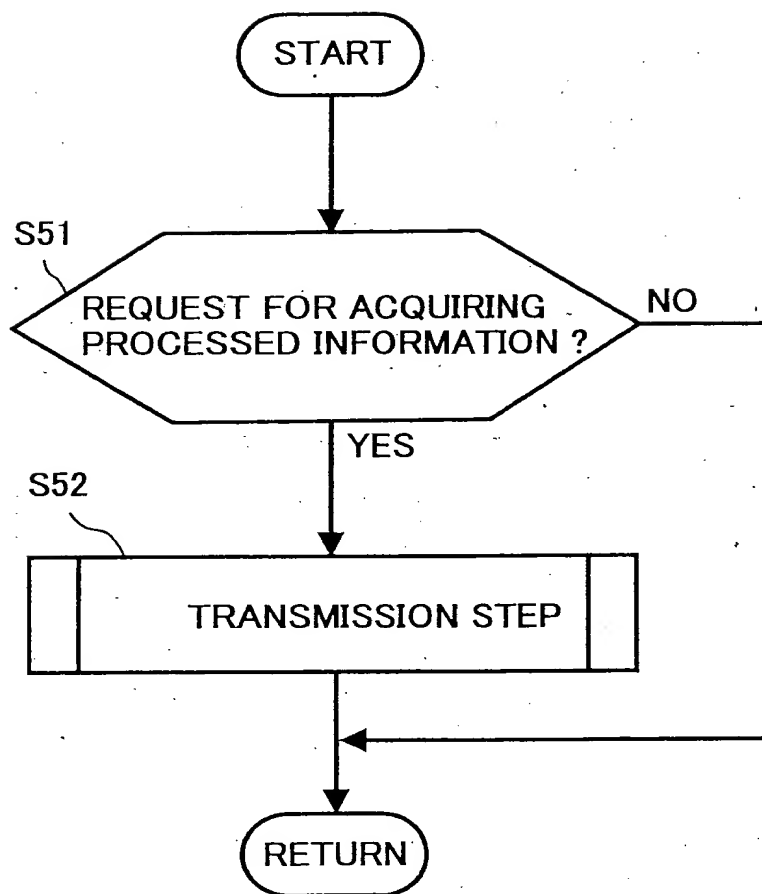 START
S51
REQUEST FOR ACQUIRING
PROCESSED INFORMATION ?
NO
YES
S52
TRANSMISSION STEP
RETURN